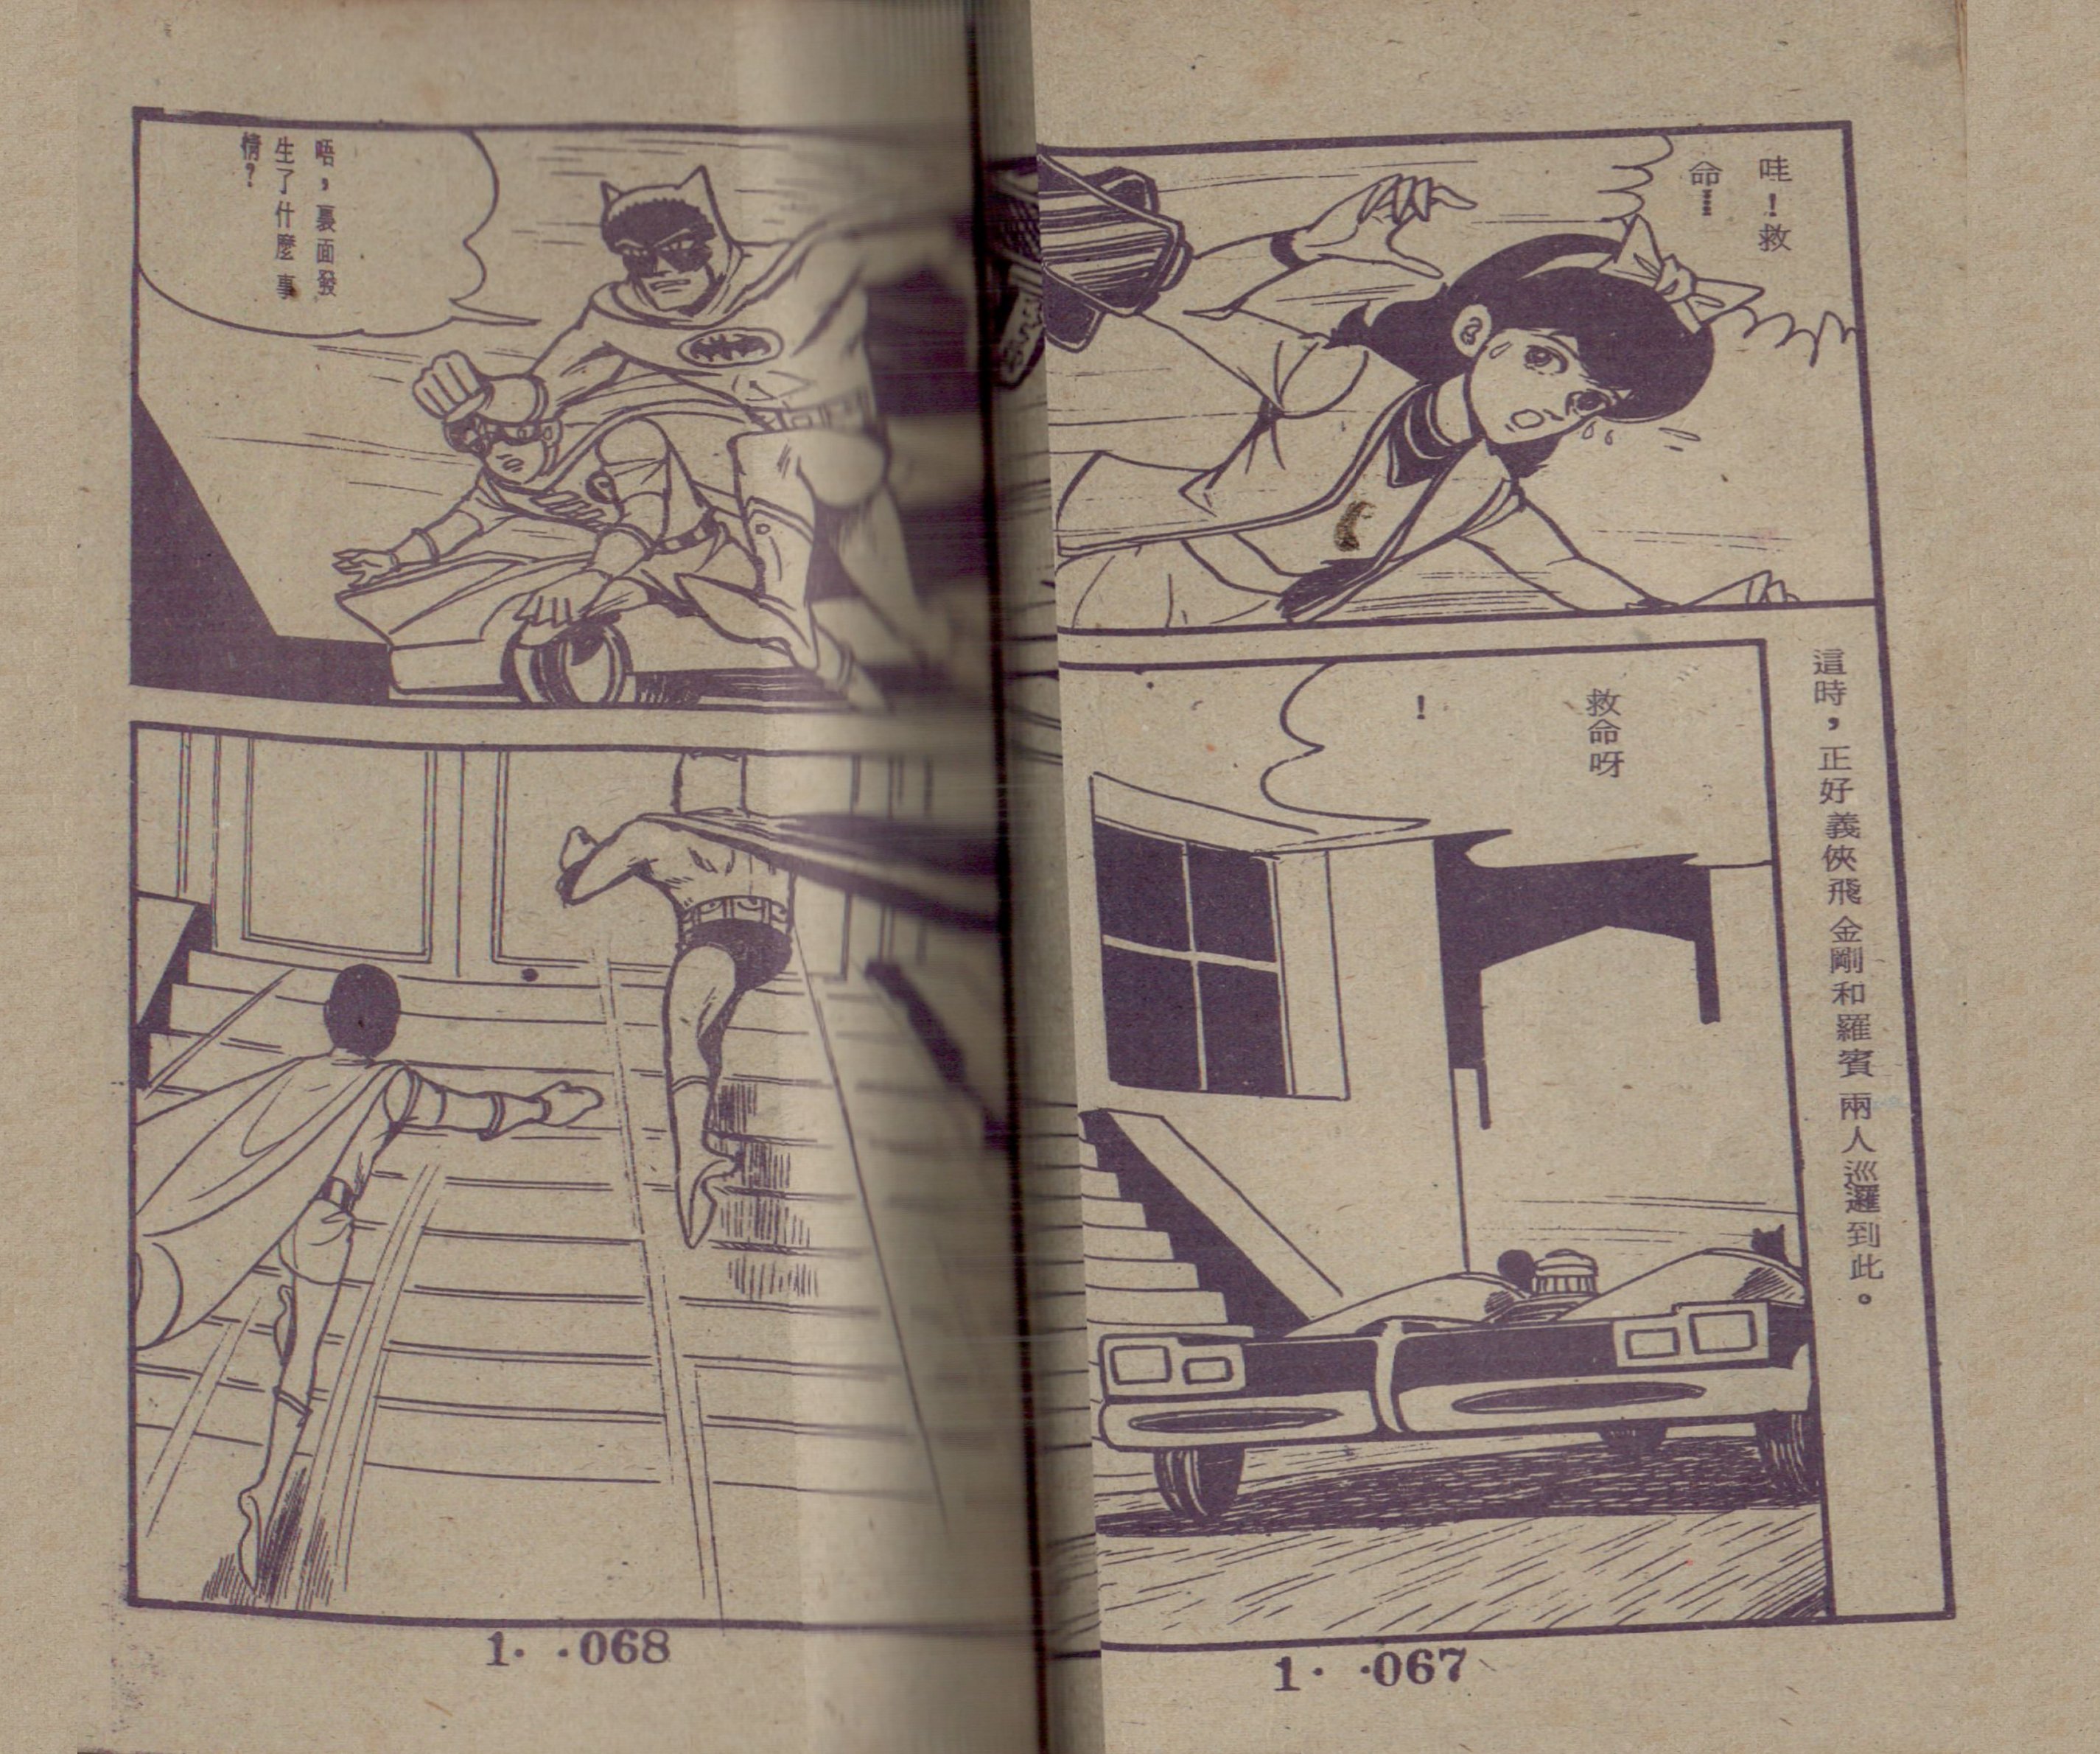 哇！救
命!!!
救命呀
！
這時，正好義俠飛金剛和羅賓兩人巡邏到此。
1··067
唔，裏面發
生了什麼事
情？
1··068